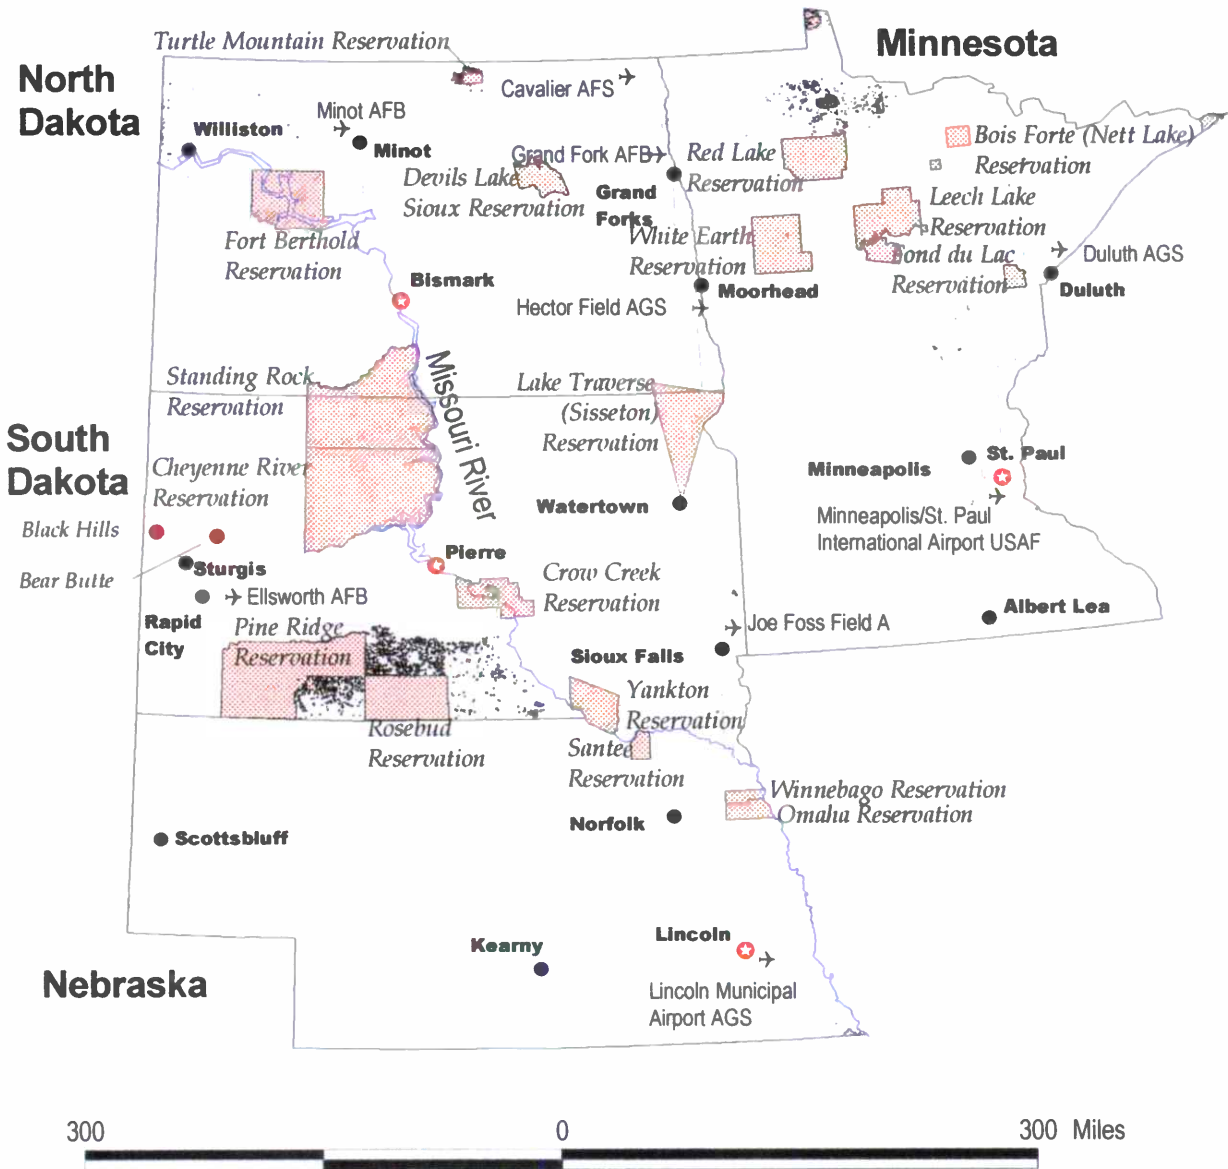 Turtle Mountain Reservation
Minnesota
North
Dakota
Cavalier AFS
Minot AFB
Williston
Minot
Grand Fork AFB
Red Lake
Reservation
Bois Forte (Nett Lake)
Reservation
Devils Lake
Sioux Reservation
Grand
Forks
Leech Lake
Reservation
White Earth
Reservation
Fort Berthold
Reservation
Fond du Lac
Reservation
Duluth AGS
Duluth
Bismark
Moorhead
Hector Field AGS
Missouri River
Standing Rock
Reservation
Lake Traverse
(Sisseton)
Reservation
South
Dakota
Cheyenne River
Reservation
Minneapolis
St. Paul
Watertown
Minneapolis/St. Paul
International Airport USAF
Black Hills
Bear Butte
Sturgis
Pierre
Crow Creek
Reservation
Ellsworth AFB
Rapid
City
Pine Ridge
Reservation
Albert Lea
Joe Foss Field A
Sioux Falls
Yankton
Reservation
Rosebud
Reservation
Santee
Reservation
Winnebago Reservation
Omaha Reservation
Norfolk
Scottsbluff
Kearny
Lincoln
Nebraska
Lincoln Municipal
Airport AGS
300 0 300 Miles